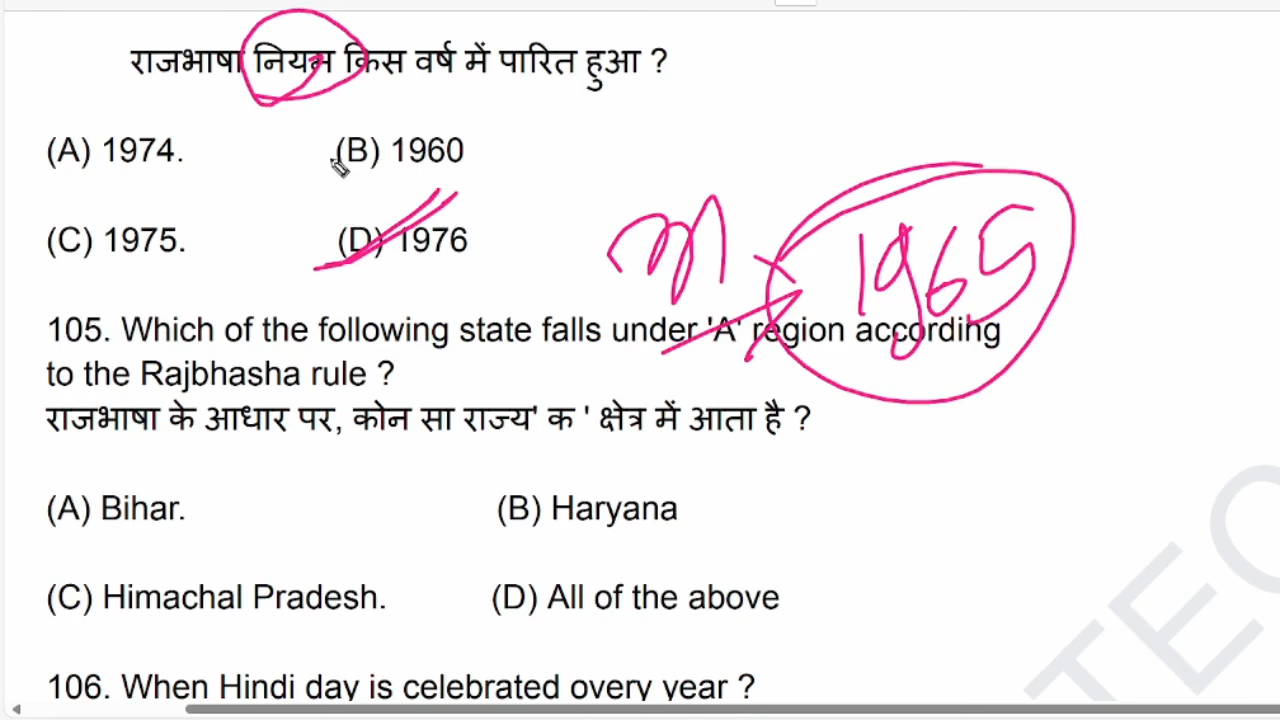 राजभाषा नियम किस वर्ष में पारित हुआ ?
(A) 1974. (B) 1960
(C) 1975. (D) 1976
1965
105. Which of the following state falls under 'A' region according
to the Rajbhasha rule ?
राजभाषा के आधार पर, कोन सा राज्य' क ' क्षेत्र में आता है ?
(A) Bihar. (B) Haryana
(C) Himachal Pradesh. (D) All of the above
106. When Hindi day is celebrated overy year ?